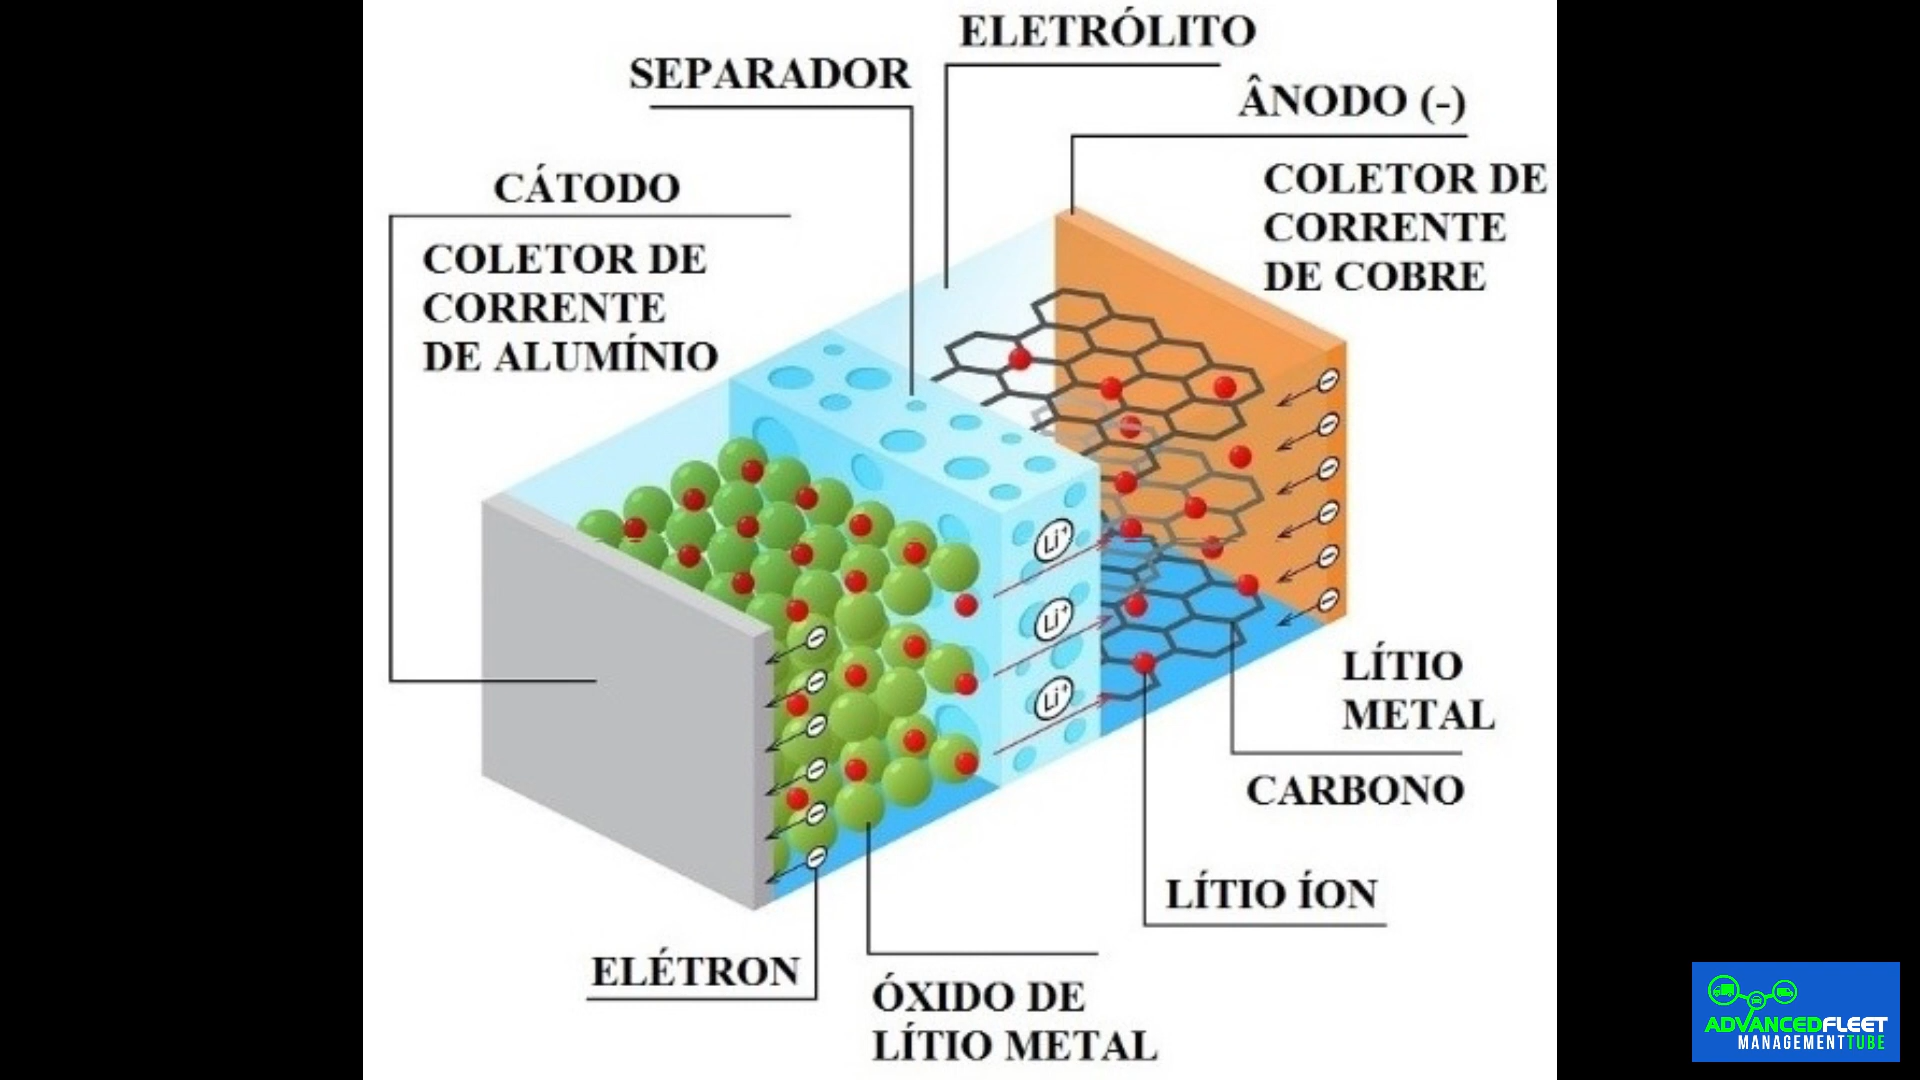 ELETRÓLITO
SEPARADOR
ÂNODO (-)
COLETOR DE
CORRENTE
DE COBRE
CÁTODO
COLETOR DE
CORRENTE
DE ALUMÍNIO
Li+
Li+
Li+
LÍTIO
METAL
CARBONO
LÍTIO ÍON
ELÉTRON
ÓXIDO DE
LÍTIO METAL
ADVANCEDFLEET
MANAGEMENTTUBE